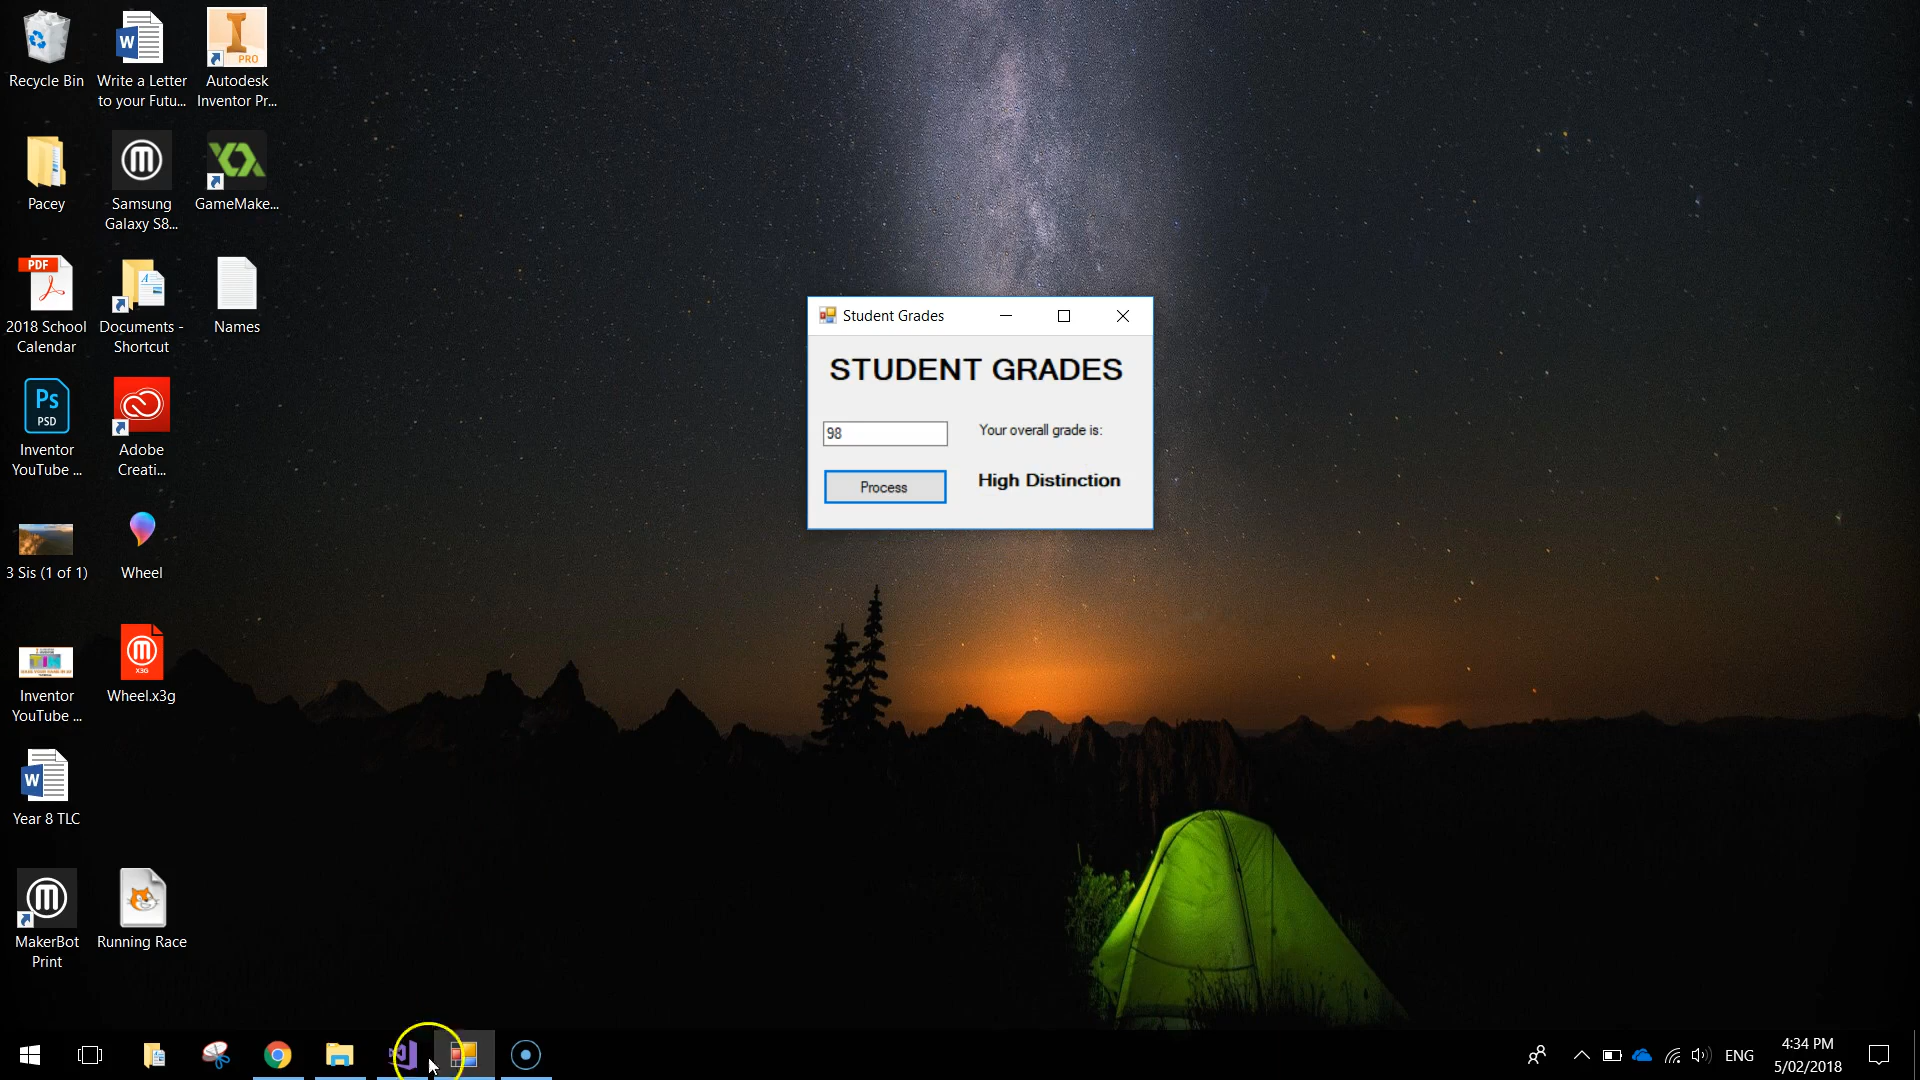 Recycle Bin
Write a Letter
to your Futu...
PRO
Autodesk
Inventor Pr...
Pacey
Samsung
Galaxy S8...
GameMake...
PDF
2018 School
Calendar
Documents -
Shortcut
Names
Ps
PSD
Inventor
YouTube ...
Adobe
Creati...
3 Sis (1 of 1)
Wheel
Inventor
YouTube ...
X3G
Wheel.x3g
Year 8 TLC
MakerBot
Print
Running Race
Student Grades
STUDENT GRADES
98
Your overall grade is:
Process
High Distinction
ENG
4:34 PM
5/02/2018